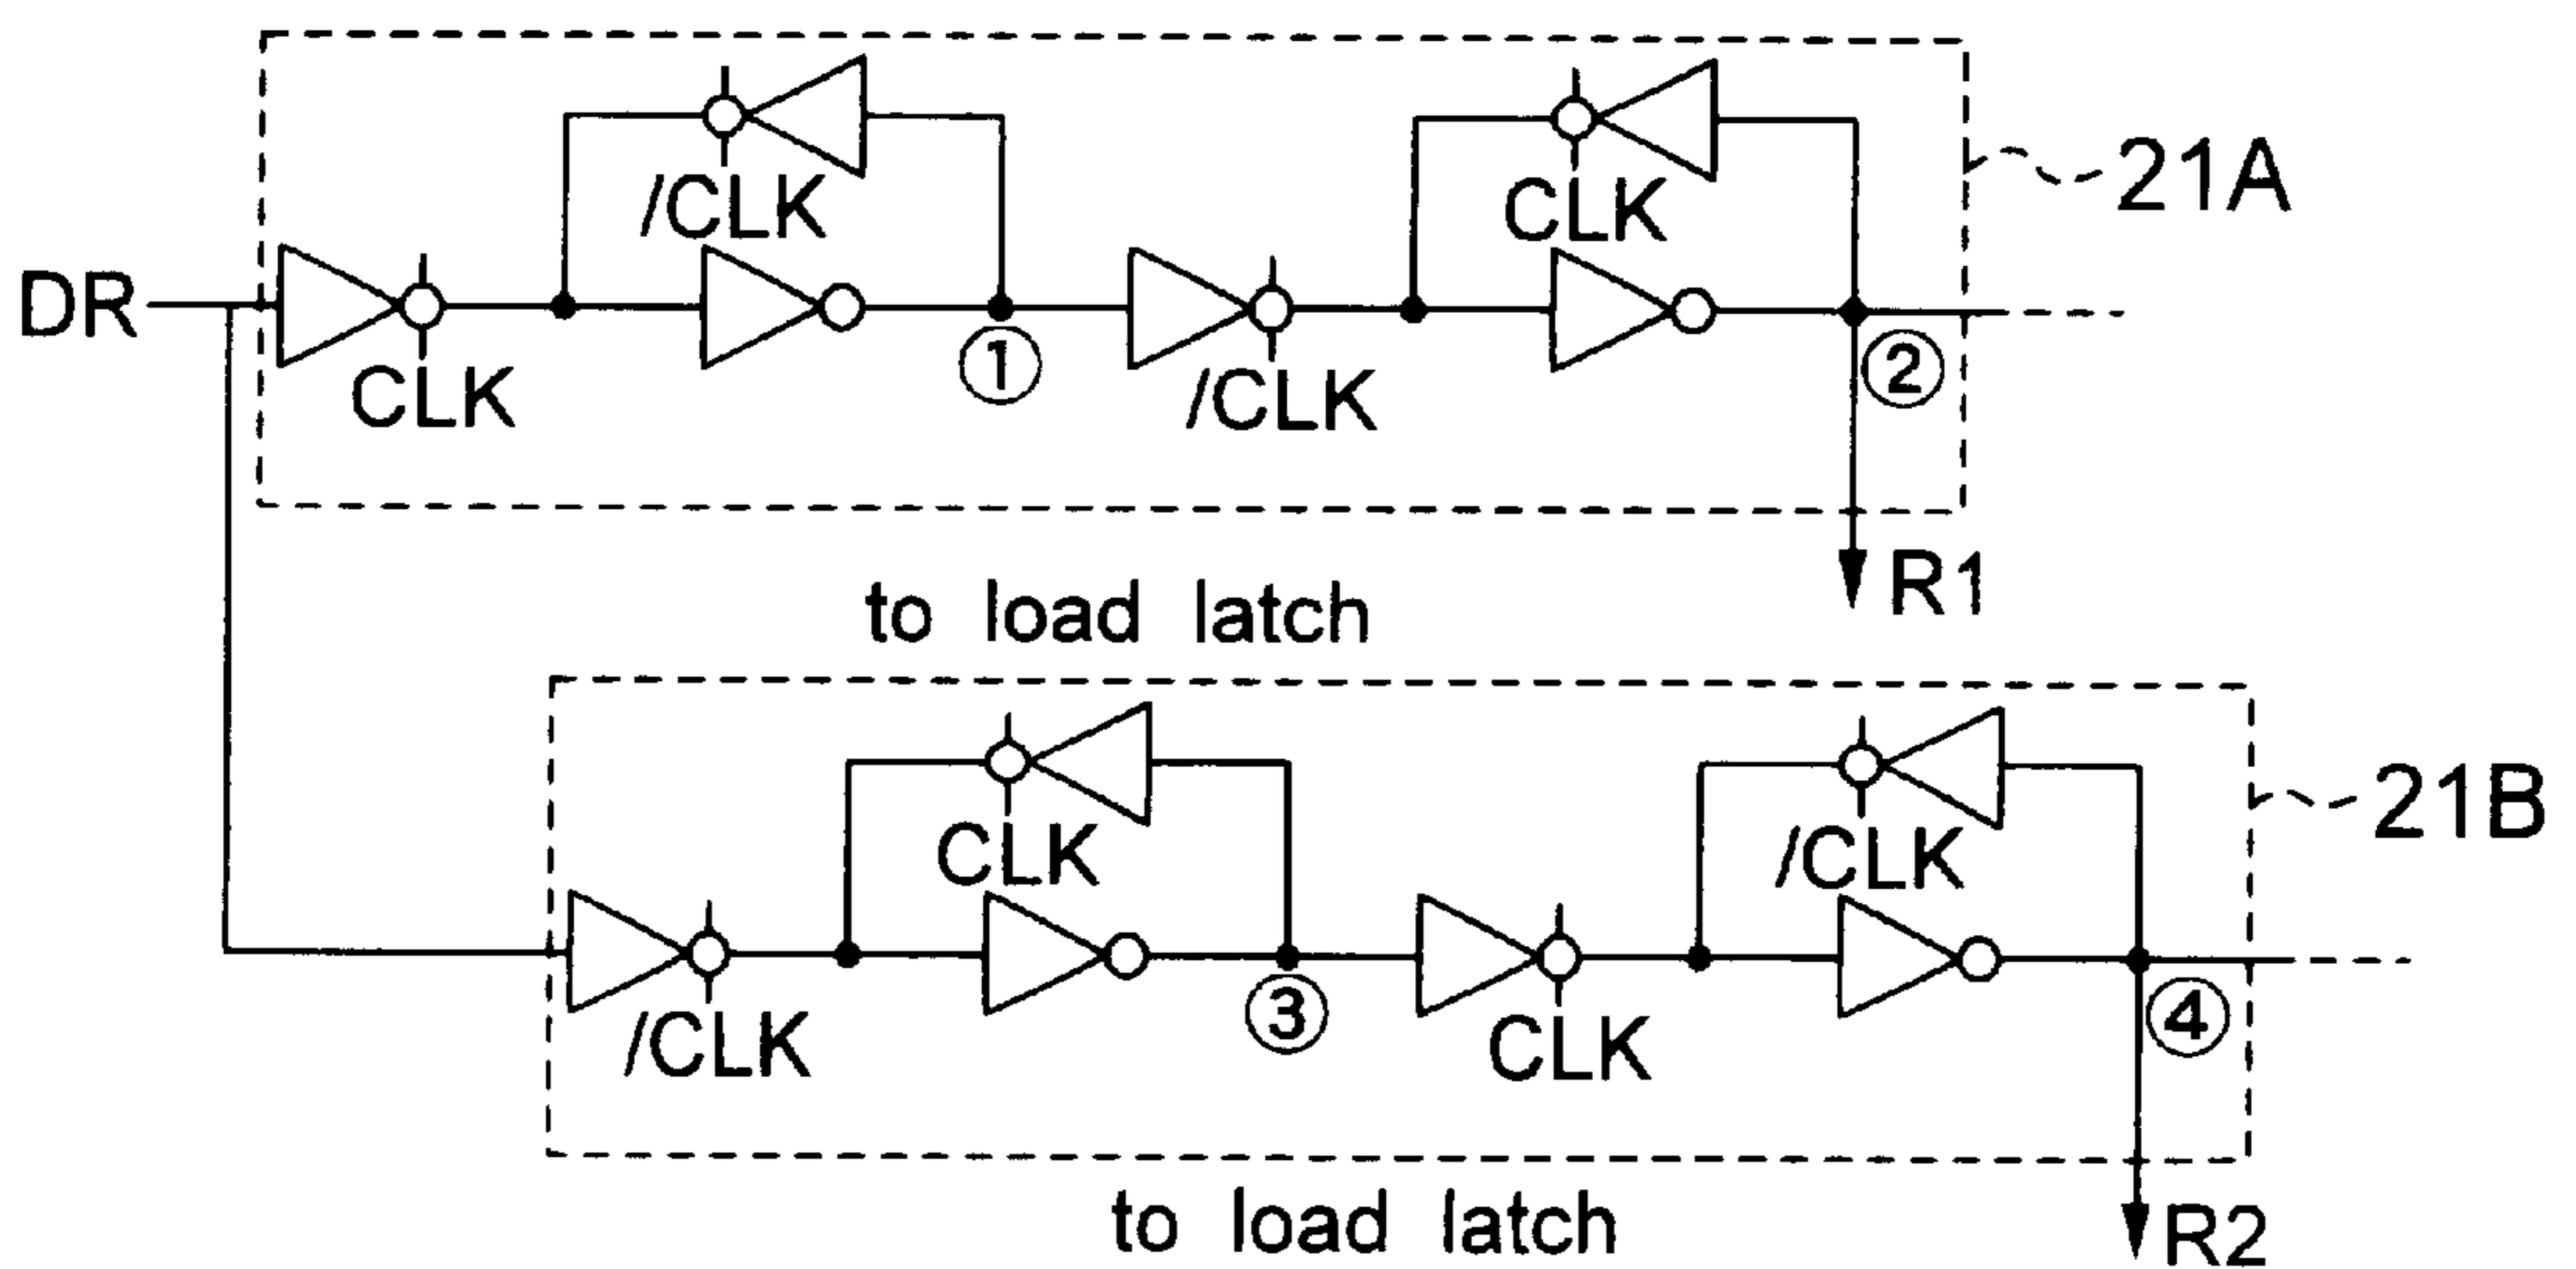 /CLK
CLK
21A
DR
CLK
①
/CLK
②
R1
to load latch
CLK
/CLK
21B
/CLK
③
CLK
④
to load latch
R2